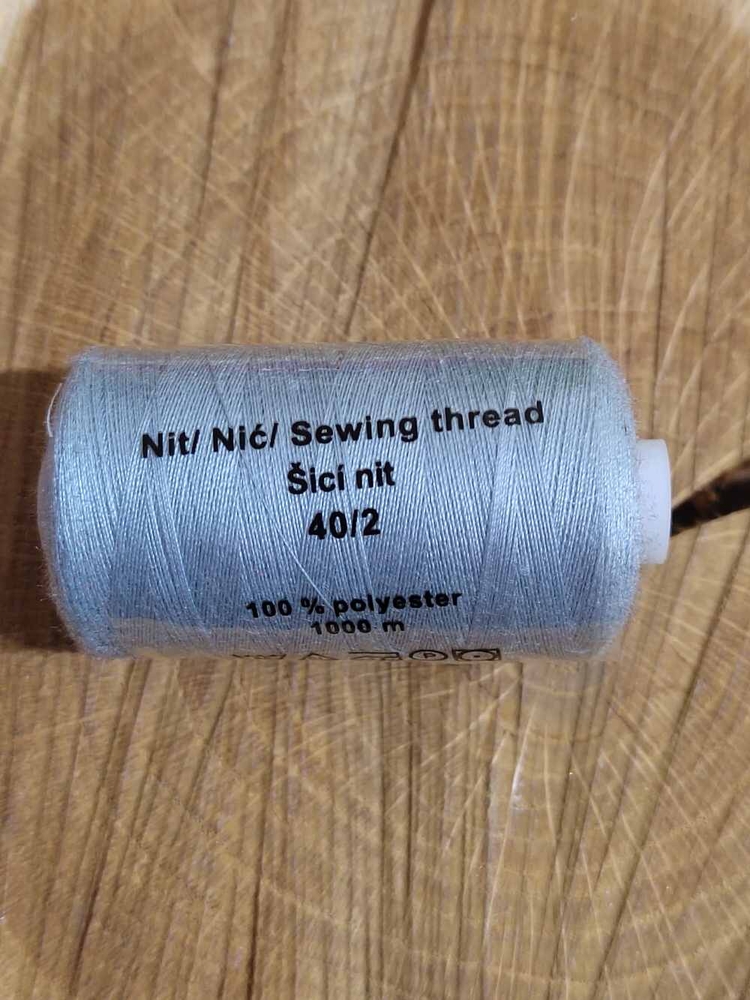 Nit/ Nić/ Sewing thread
Šicí nit
40/2
100 % polyester
1000 m